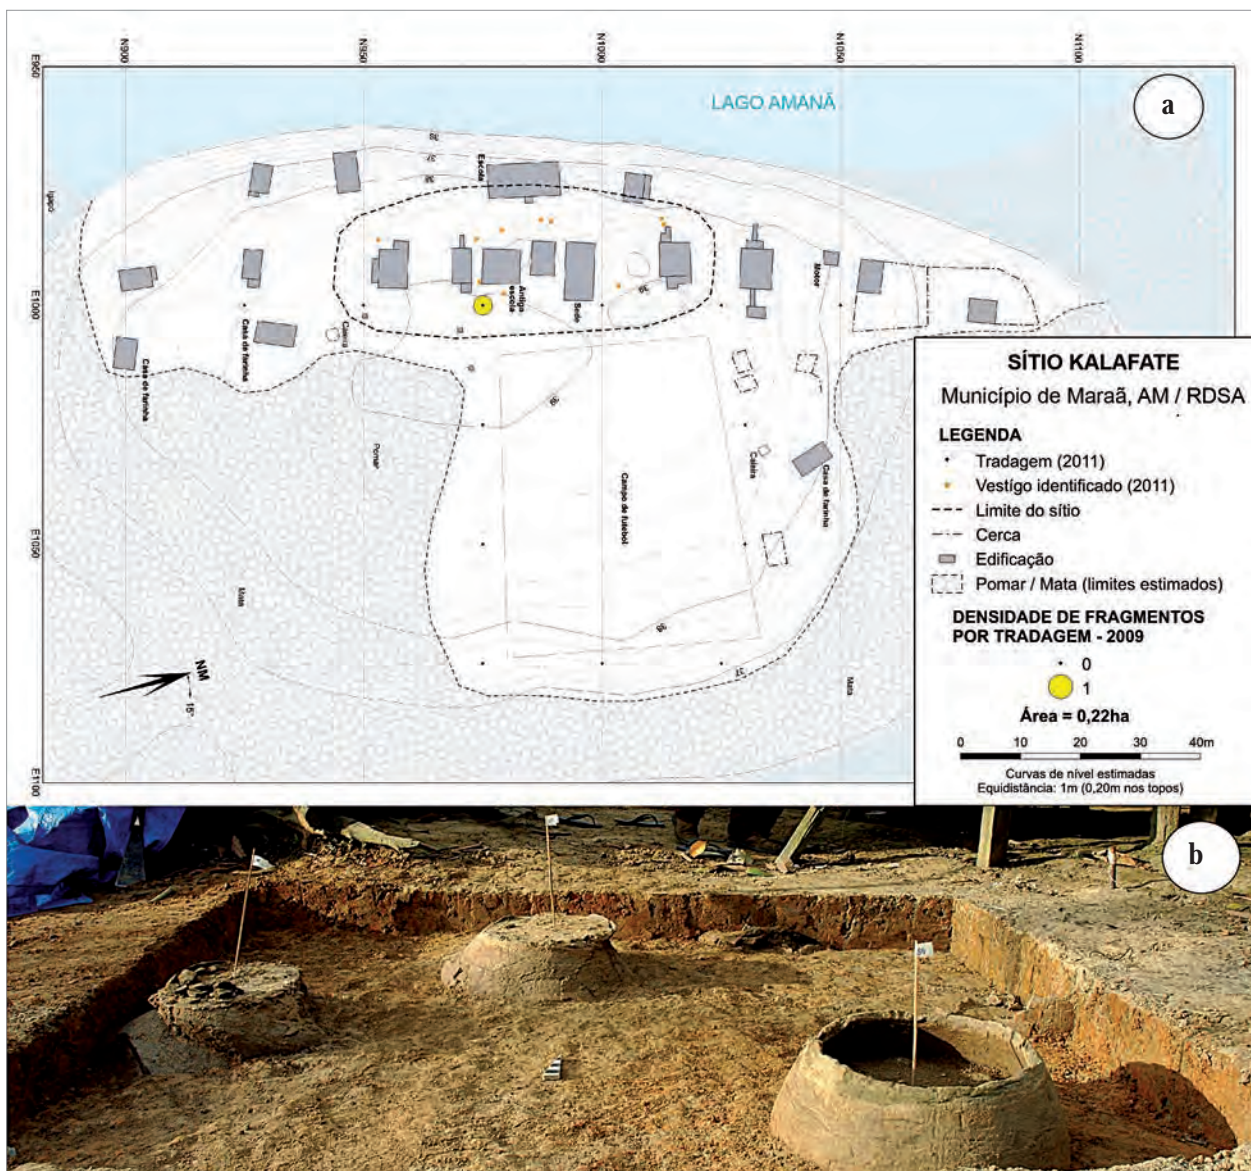 N900
N950
N1000
N1050
N1100
E950
E1000
E1050
E1100
LAGO AMANÃ
a
Igapó
Escola
Antiga
escola
Sede
Motor
Casa de farinha
Casa de farinha
Caieira
Pomar
Campo de futebol
Caieira
Casa de farinha
Mata
Mata
NM
15°
SÍTIO KALAFATE
Município de Maraã, AM / RDSA
LEGENDA
Tradagem (2011)
Vestígo identificado (2011)
Limite do sítio
Cerca
Edificação
Pomar / Mata (limites estimados)
DENSIDADE DE FRAGMENTOS
POR TRADAGEM - 2009
0
1
Área = 0,22ha
0 10 20 30 40m
Curvas de nível estimadas
Equidistância: 1m (0,20m nos topos)
b